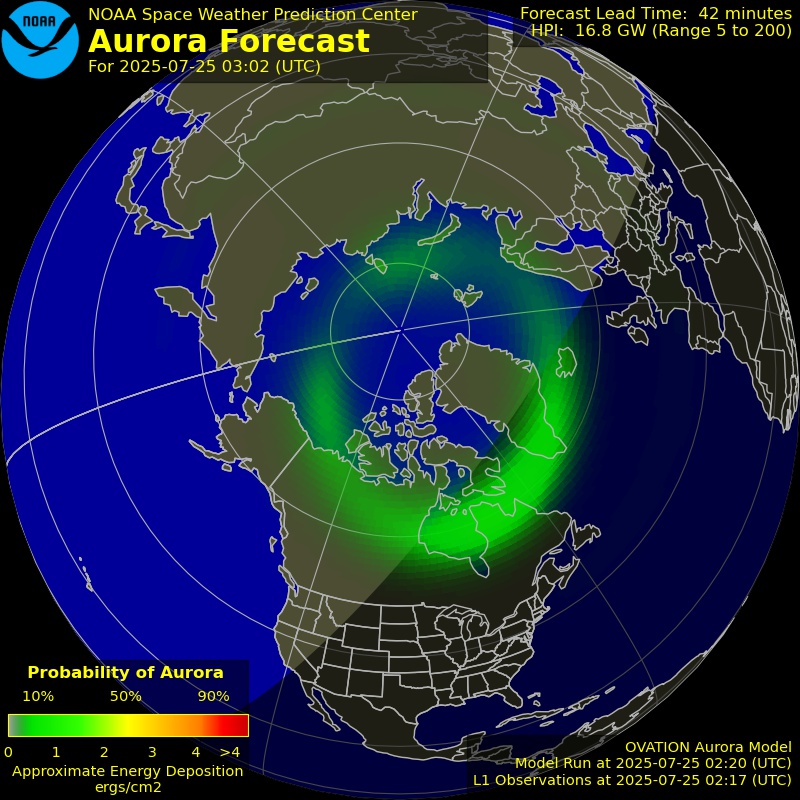 NOAA
NOAA Space Weather Prediction Center
Aurora Forecast
For 2025-07-25 03:02 (UTC)
Forecast Lead Time: 42 minutes
HPI: 16.8 GW (Range 5 to 200)
Probability of Aurora
10% 50% 90%
0 1 2 3 4 >4
Approximate Energy Deposition
ergs/cm2
OVATION Aurora Model
Model Run at 2025-07-25 02:20 (UTC)
L1 Observations at 2025-07-25 02:17 (UTC)